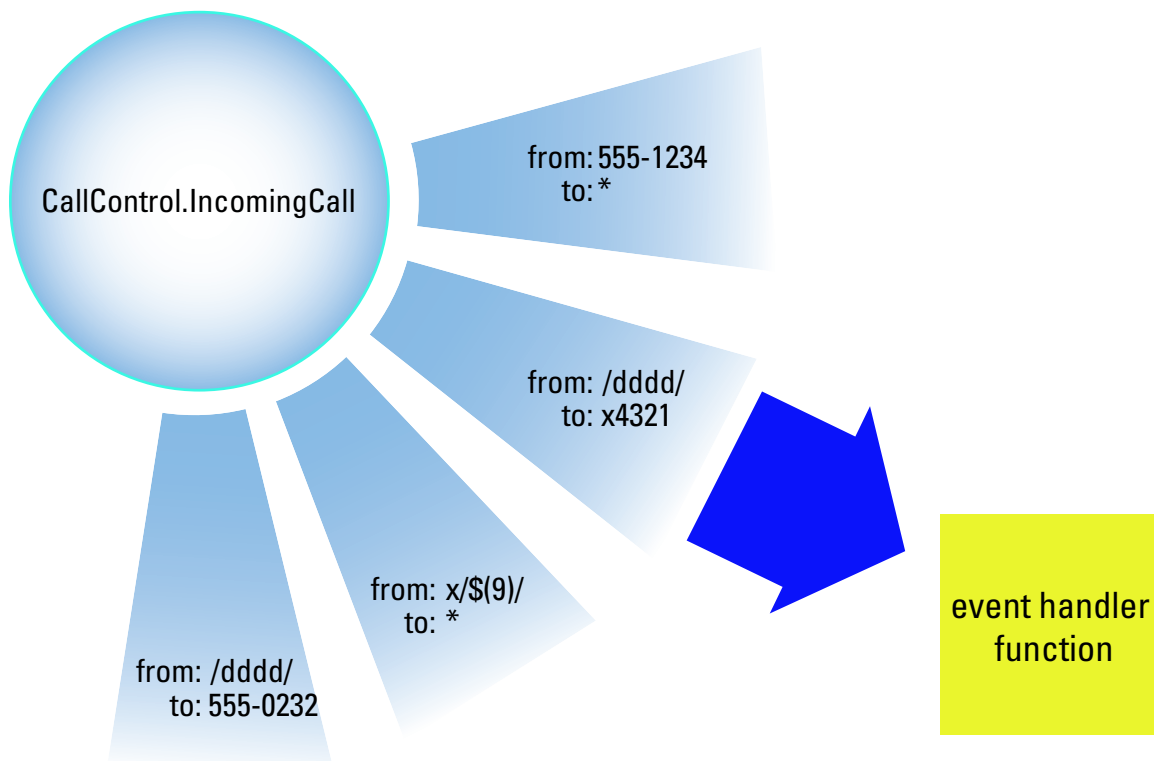 CallControl.IncomingCall
from: 555-1234
to: *
from: /dddd/
to: x4321
from: x/$(9)/
to: *
from: /dddd/
to: 555-0232
event handler
function